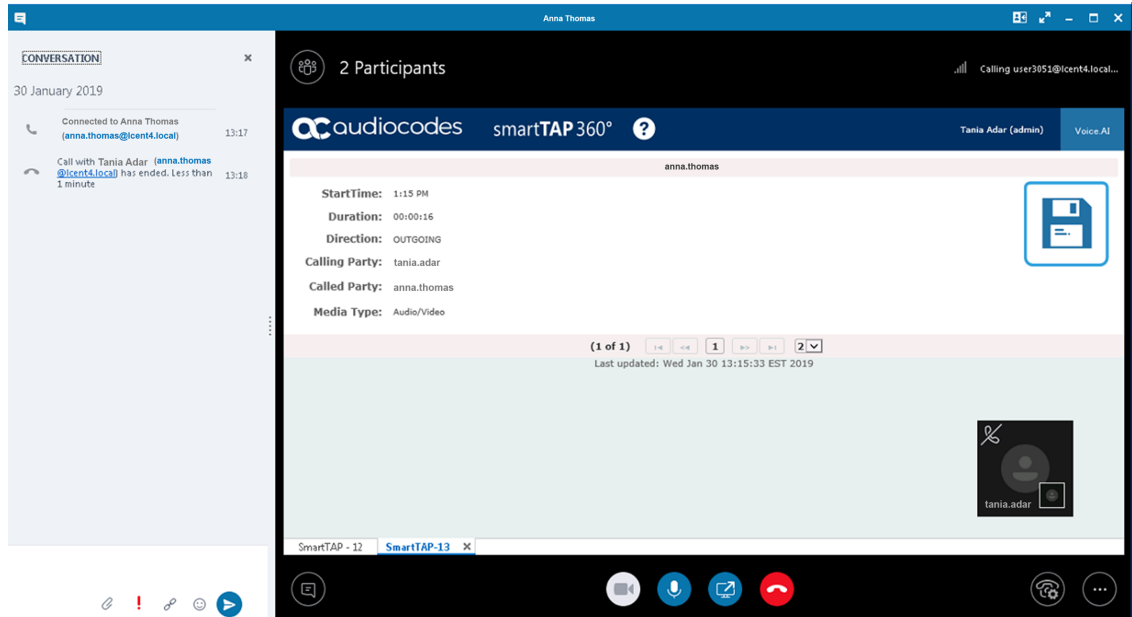 Anna Thomas
CONVERSATION
30 January 2019
Connected to Anna Thomas
(anna.thomas@lcent4.local)
13:17
Call with Tania Adar (anna.thomas
@lcent4.local) has ended. Less than
1 minute
13:18
2 Participants
Calling user3051@lcent4.local...
audiocodes
smartTAP 360°
?
Tania Adar (admin)
Voice.AI
anna.thomas
StartTime: 1:15 PM
Duration: 00:00:16
Direction: OUTGOING
Calling Party: tania.adar
Called Party: anna.thomas
Media Type: Audio/Video
(1 of 1) 1 2
Last updated: Wed Jan 30 13:15:33 EST 2019
tania.adar
SmartTAP - 12
SmartTAP-13